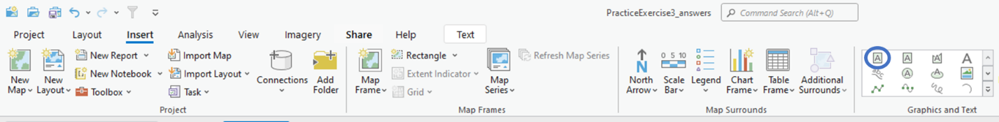 PracticeExercise3_answers
Command Search (Alt+Q)
Project Layout Insert Analysis View Imagery Share Help Text
New Map
New Layout
New Report
New Notebook
Toolbox
Import Map
Import Layout
Task
Connections
Add Folder
Map Frame
Rectangle
Extent Indicator
Grid
Map Series
Refresh Map Series
N
North Arrow
0 5 10
Scale Bar
Legend
Chart Frame
Table Frame
Additional Surrounds
A A A A
abc A A
Project
Map Frames
Map Surrounds
Graphics and Text